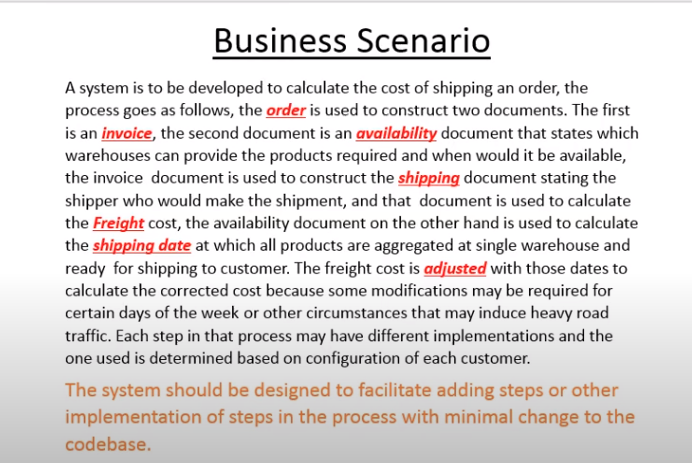 Business Scenario
A system is to be developed to calculate the cost of shipping an order, the
process goes as follows, the order is used to construct two documents. The first
is an invoice, the second document is an availability document that states which
warehouses can provide the products required and when would it be available,
the invoice document is used to construct the shipping document stating the
shipper who would make the shipment, and that document is used to calculate
the Freight cost, the availability document on the other hand is used to calculate
the shipping date at which all products are aggregated at single warehouse and
ready for shipping to customer. The freight cost is adjusted with those dates to
calculate the corrected cost because some modifications may be required for
certain days of the week or other circumstances that may induce heavy road
traffic. Each step in that process may have different implementations and the
one used is determined based on configuration of each customer.
The system should be designed to facilitate adding steps or other
implementation of steps in the process with minimal change to the
codebase.